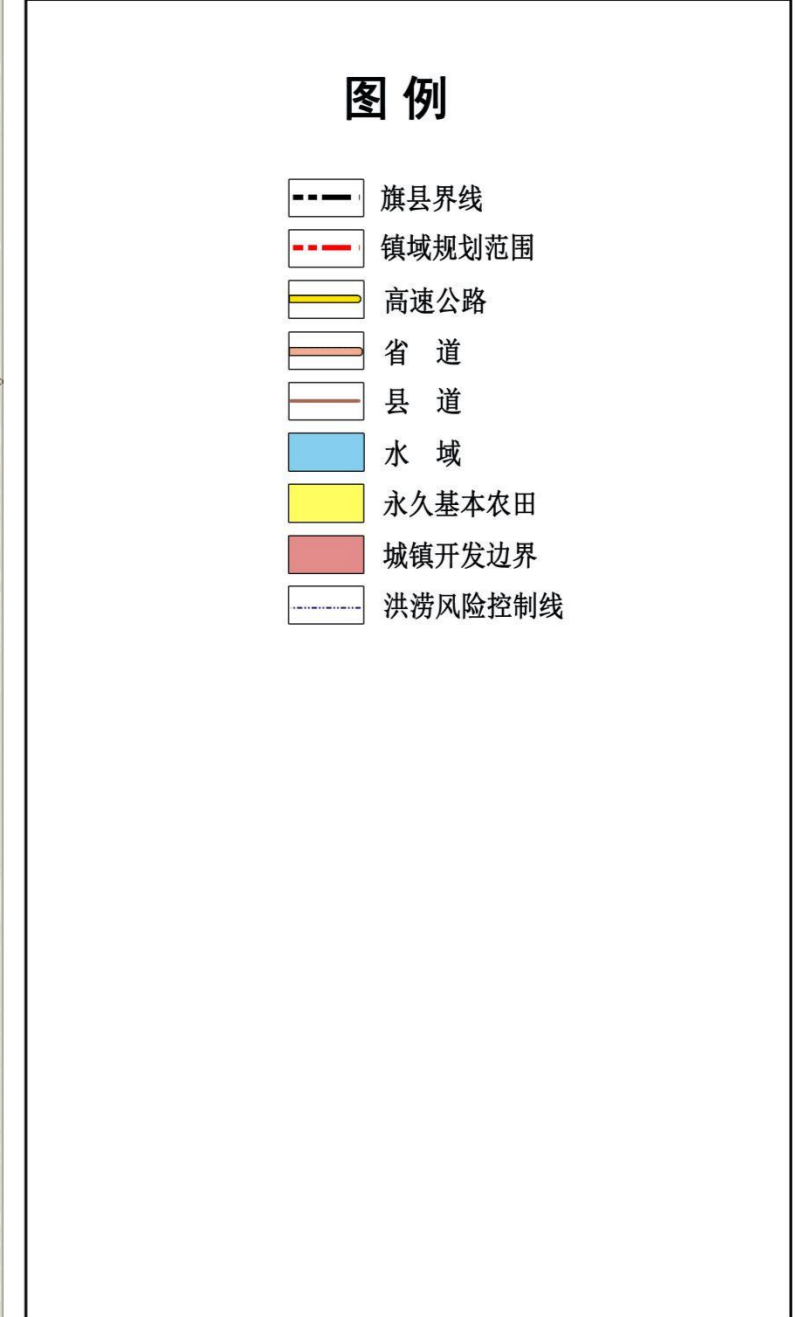 图 例
旗县界线
镇域规划范围
高速公路
省 道
县 道
水 域
永久基本农田
城镇开发边界
洪涝风险控制线